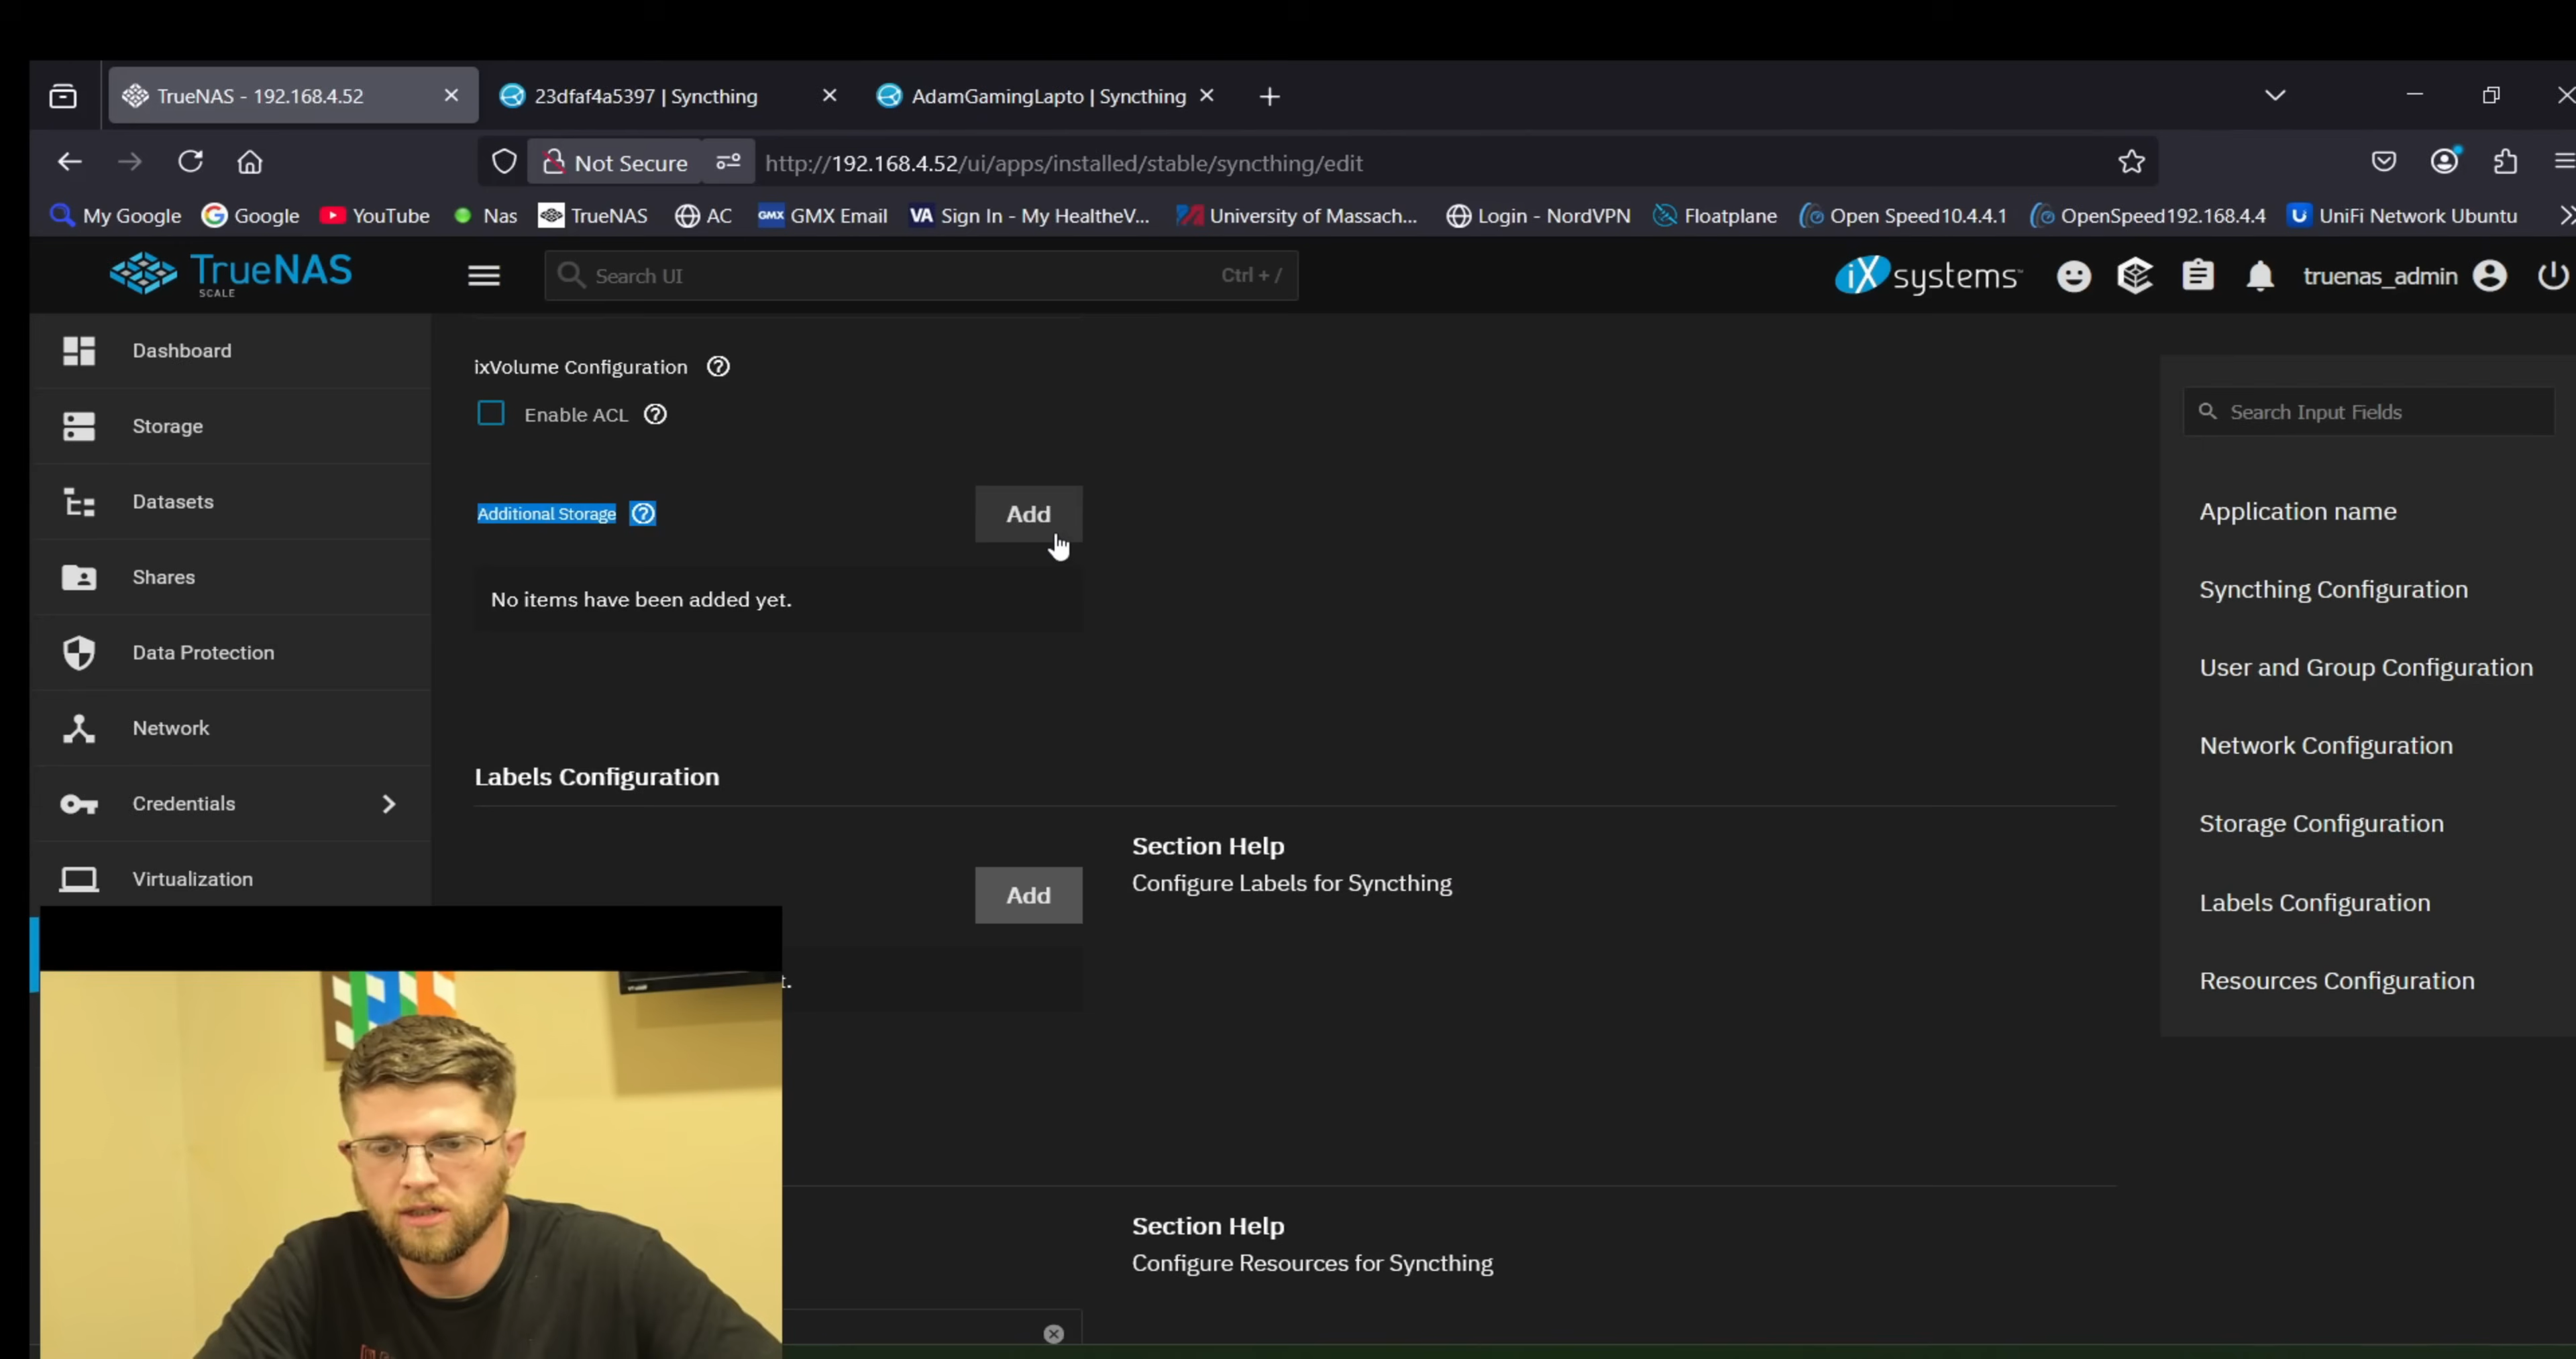 TrueNAS - 192.168.4.52
23dfaf4a5397 | Syncthing
AdamGamingLapto | Syncthing
Not Secure
http://192.168.4.52/ui/apps/installed/stable/syncthing/edit
My Google
Google
YouTube
Nas
TrueNAS
AC
GMX
GMX Email
VA
Sign In - My HealtheV...
University of Massach...
Login - NordVPN
Floatplane
Open Speed10.4.4.1
OpenSpeed192.168.4.4
UniFi Network Ubuntu
TrueNAS
SCALE
Search UI
Ctrl + /
iXsystems
truenas_admin
Dashboard
Storage
Datasets
Shares
Data Protection
Network
Credentials
Virtualization
ixVolume Configuration
Enable ACL
Additional Storage
Add
No items have been added yet.
Labels Configuration
Add
t.
Section Help
Configure Labels for Syncthing
Section Help
Configure Resources for Syncthing
Search Input Fields
Application name
Syncthing Configuration
User and Group Configuration
Network Configuration
Storage Configuration
Labels Configuration
Resources Configuration